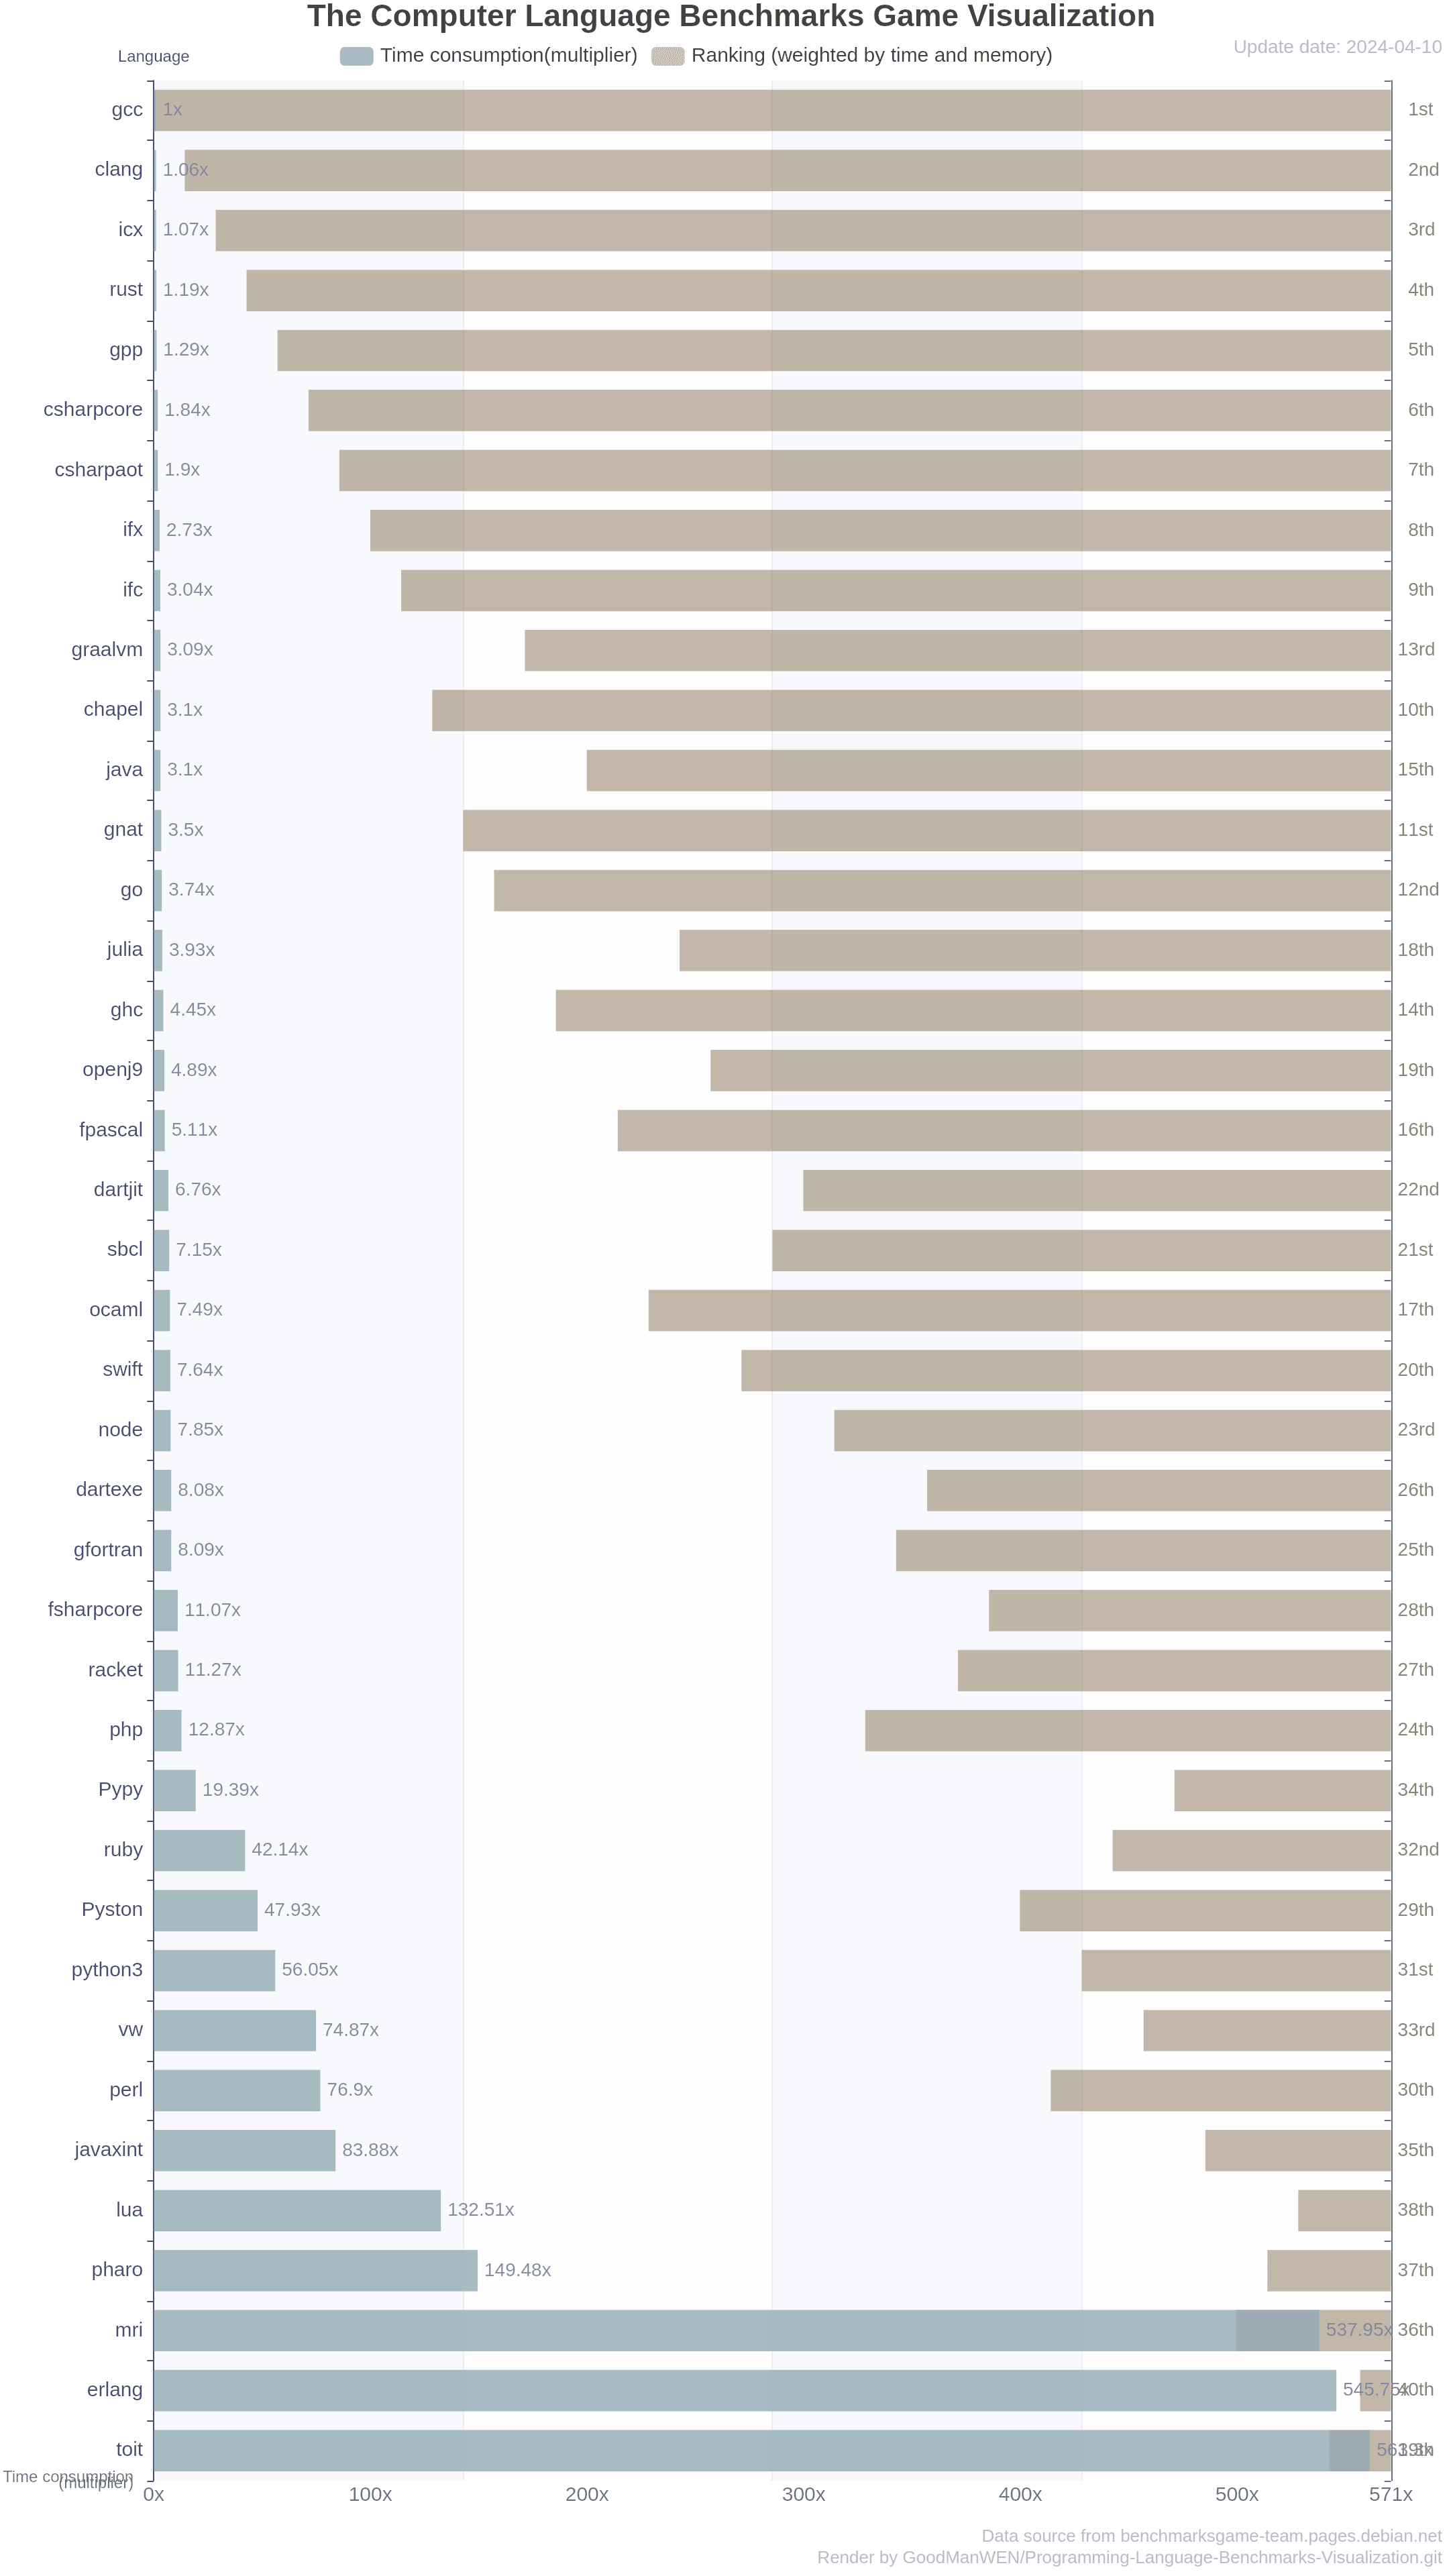 The Computer Language Benchmarks Game Visualization
Language
Time consumption(multiplier) Ranking (weighted by time and memory)
Update date: 2024-04-10
gcc 1x 1st
clang 1.06x 2nd
icx 1.07x 3rd
rust 1.19x 4th
gpp 1.29x 5th
csharpcore 1.84x 6th
csharpaot 1.9x 7th
ifx 2.73x 8th
ifc 3.04x 9th
graalvm 3.09x 13rd
chapel 3.1x 10th
java 3.1x 15th
gnat 3.5x 11st
go 3.74x 12nd
julia 3.93x 18th
ghc 4.45x 14th
openj9 4.89x 19th
fpascal 5.11x 16th
dartjit 6.76x 22nd
sbcl 7.15x 21st
ocaml 7.49x 17th
swift 7.64x 20th
node 7.85x 23rd
dartexe 8.08x 26th
gfortran 8.09x 25th
fsharpcore 11.07x 28th
racket 11.27x 27th
php 12.87x 24th
Pypy 19.39x 34th
ruby 42.14x 32nd
Pyston 47.93x 29th
python3 56.05x 31st
vw 74.87x 33rd
perl 76.9x 30th
javaxint 83.88x 35th
lua 132.51x 38th
pharo 149.48x 37th
mri 537.95x 36th
erlang 545.75x 40th
toit 39th
Time consumption
(multiplier)
0x 100x 200x 300x 400x 500x 571x
Data source from benchmarksgame-team.pages.debian.net
Render by GoodManWEN/Programming-Language-Benchmarks-Visualization.git